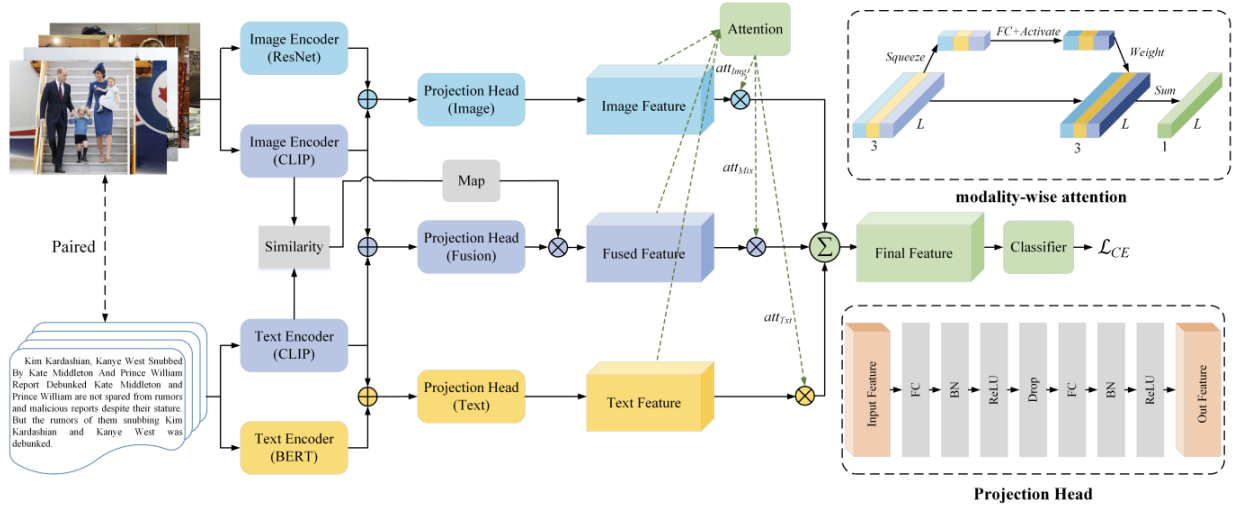 Image Encoder
(ResNet)
Image Encoder
(CLIP)
Paired
Similarity
Map
Kim Kardashian, Kanye West Snubbed
By Kate Middleton And Prince William
Report Debunked Kate Middleton and
Prince William are not spared from rumors
and malicious reports despite their stature.
But the rumors of them snubbing Kim
Kardashian and Kanye West was
debunked.
Text Encoder
(CLIP)
Text Encoder
(BERT)
Projection Head
(Image)
Projection Head
(Fusion)
Projection Head
(Text)
Image Feature
Fused Feature
Text Feature
Attention
att_Img
att_Mix
att_Txt
Σ
Final Feature
Classifier
ℒ_CE
Squeeze
FC+Activate
Weight
Sum
L
3
L
3
L
1
modality-wise attention
Input Feature
FC
BN
ReLU
Drop
FC
BN
ReLU
Out Feature
Projection Head